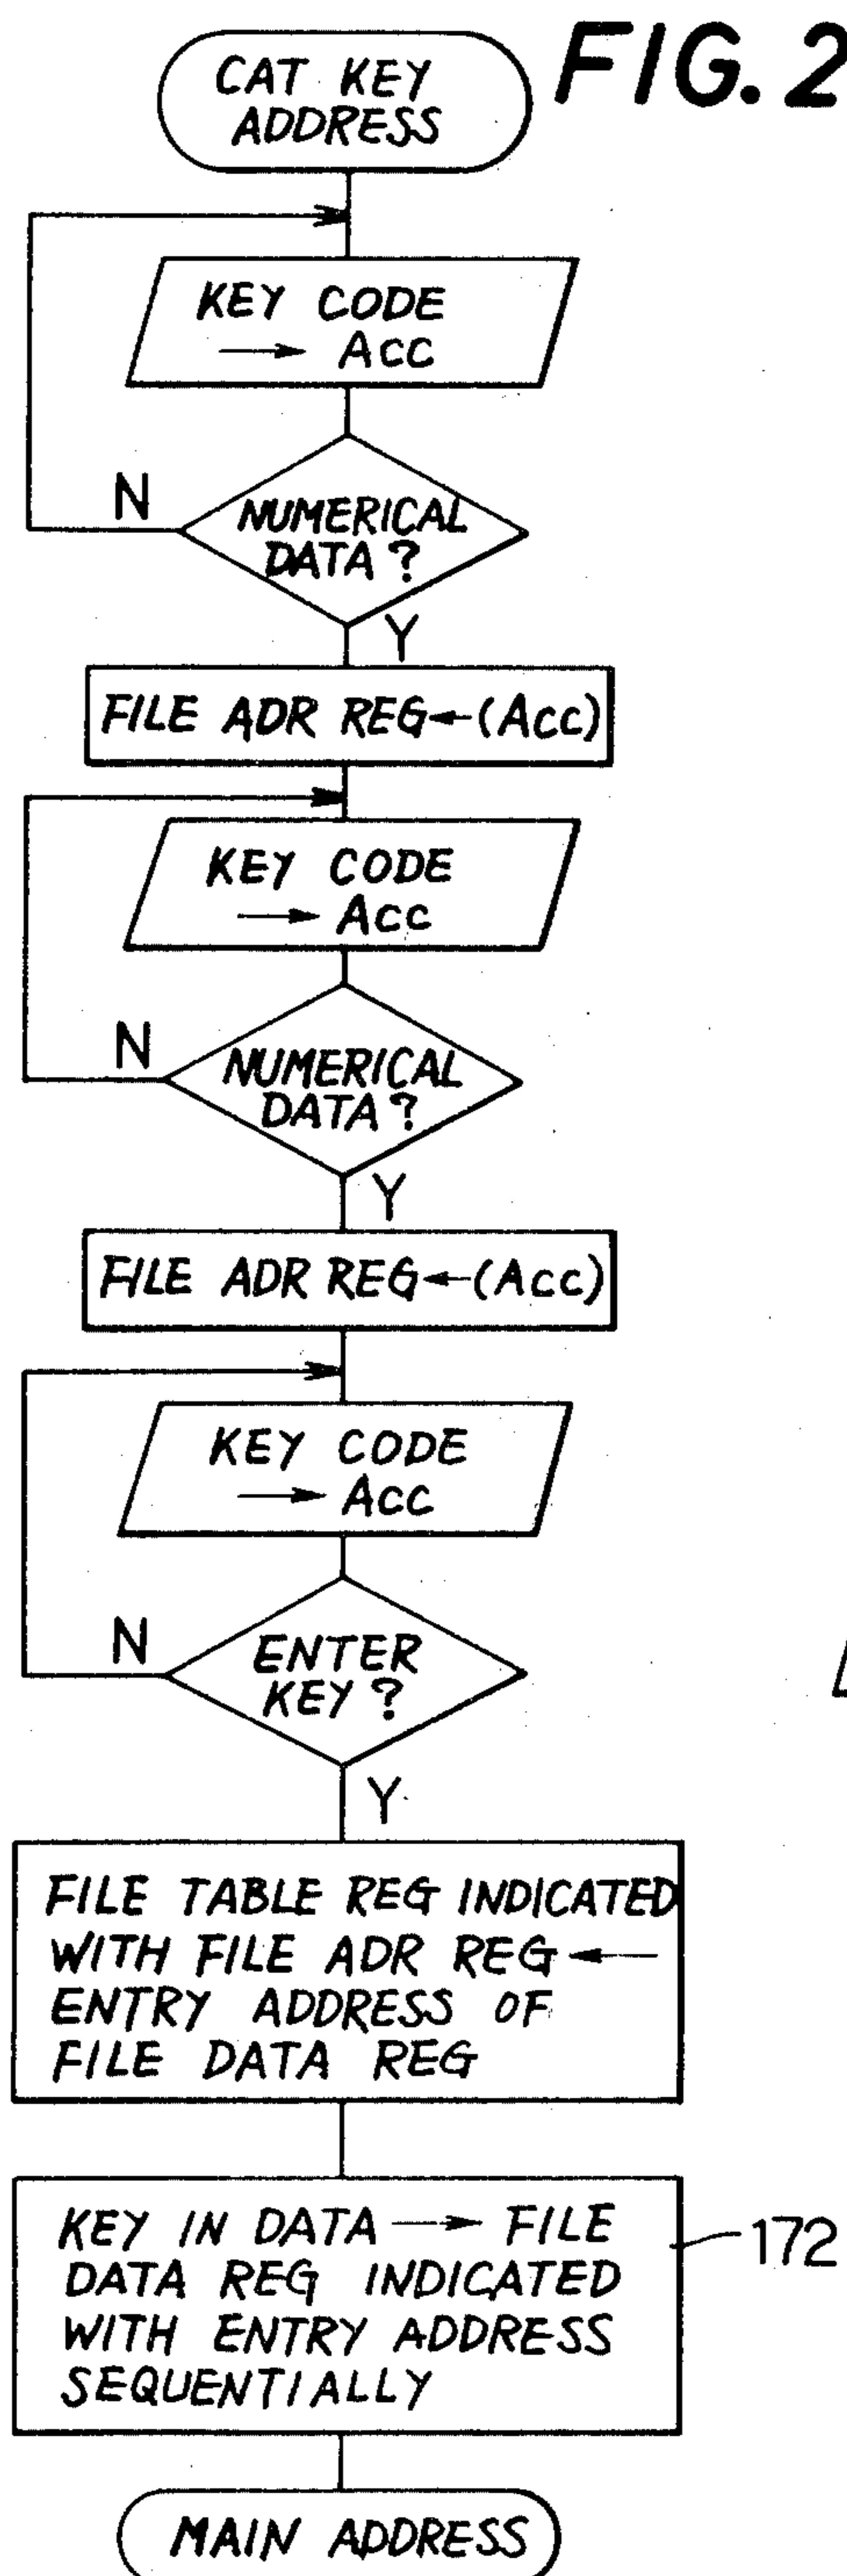 FIG. 2
CAT KEY
ADDRESS
KEY CODE
→ Acc
N
NUMERICAL
DATA?
Y
FILE ADR REG←(Acc)
KEY CODE
→ Acc
N
NUMERICAL
DATA?
Y
FILE ADR REG←(Acc)
KEY CODE
→ Acc
N
ENTER
KEY?
Y
FILE TABLE REG INDICATED
WITH FILE ADR REG ←
ENTRY ADDRESS OF
FILE DATA REG
KEY IN DATA → FILE
DATA REG INDICATED
WITH ENTRY ADDRESS
SEQUENTIALLY
172
MAIN ADDRESS